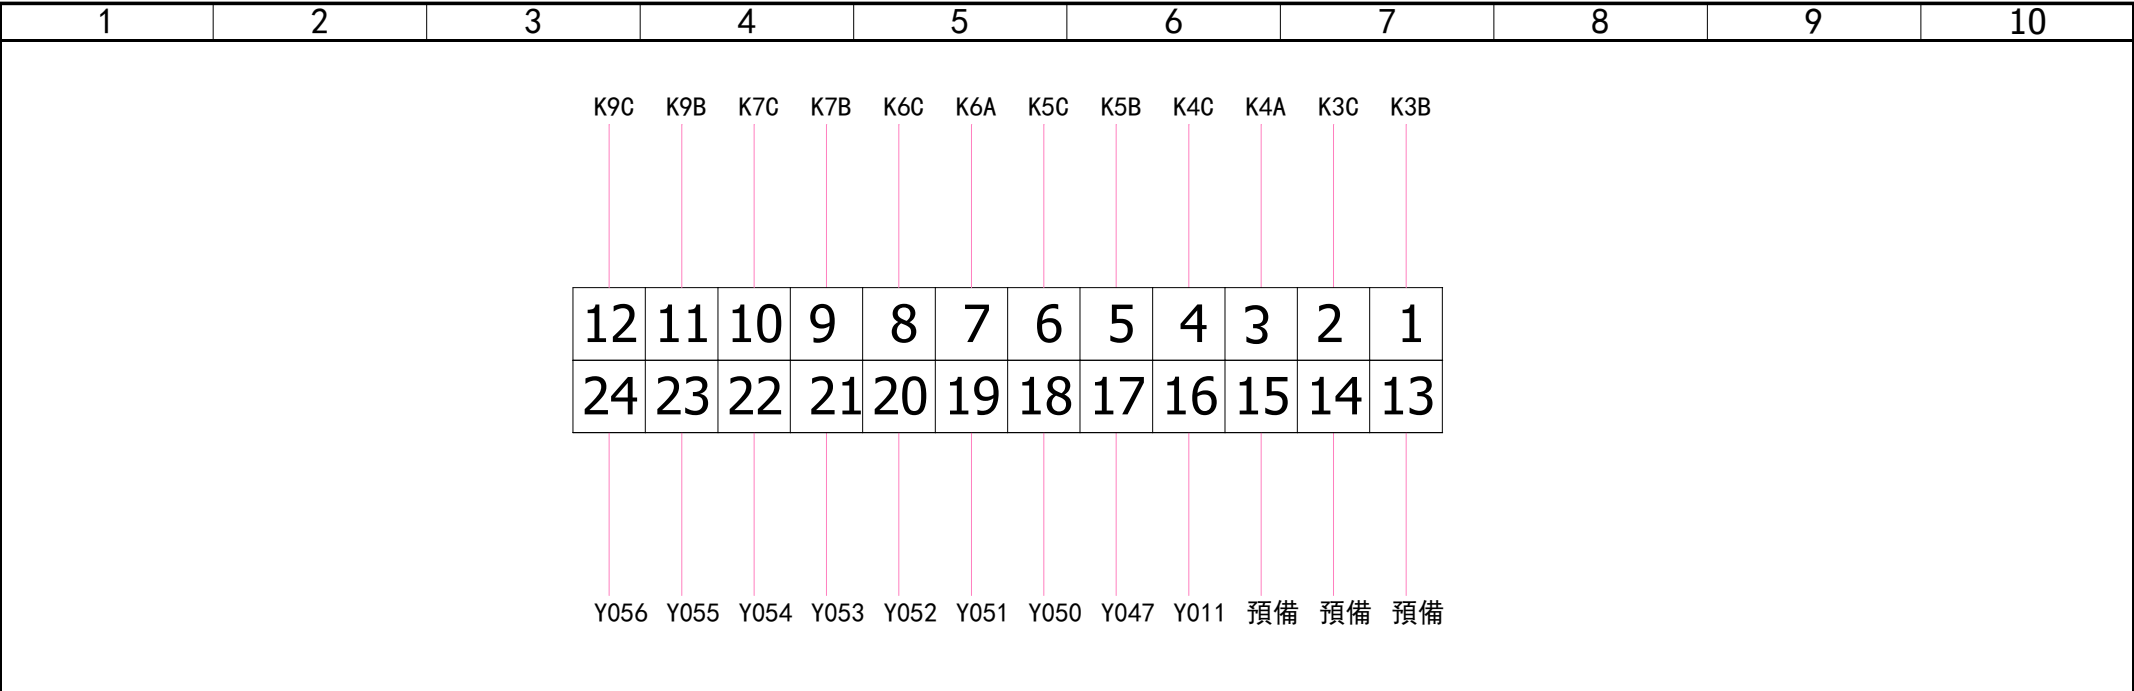 1 2 3 4 5 6 7 8 9 10
K9C K9B K7C K7B K6C K6A K5C K5B K4C K4A K3C K3B
12 11 10 9 8 7 6 5 4 3 2 1
24 23 22 21 20 19 18 17 16 15 14 13
Y056 Y055 Y054 Y053 Y052 Y051 Y050 Y047 Y011 預備 預備 預備